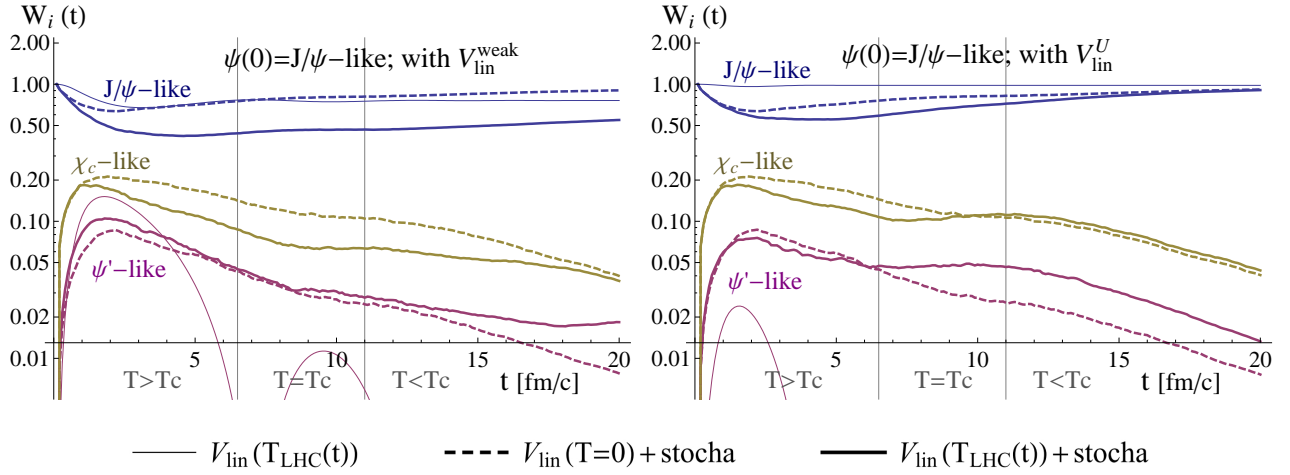 W_i (t)
2.00
1.00
0.50
0.20
0.10
0.05
0.02
0.01
ψ(0)=J/ψ−like; with V_lin^weak
J/ψ−like
χ_c−like
ψ'−like
5
10
15
20
T>Tc
T=Tc
T<Tc
t [fm/c]
W_i (t)
2.00
1.00
0.50
0.20
0.10
0.05
0.02
0.01
ψ(0)=J/ψ−like; with V_lin^U
J/ψ−like
χ_c−like
ψ'−like
5
10
15
20
T>Tc
T=Tc
T<Tc
t [fm/c]
V_lin (T_LHC(t))
V_lin (T=0) + stocha
V_lin (T_LHC(t)) + stocha